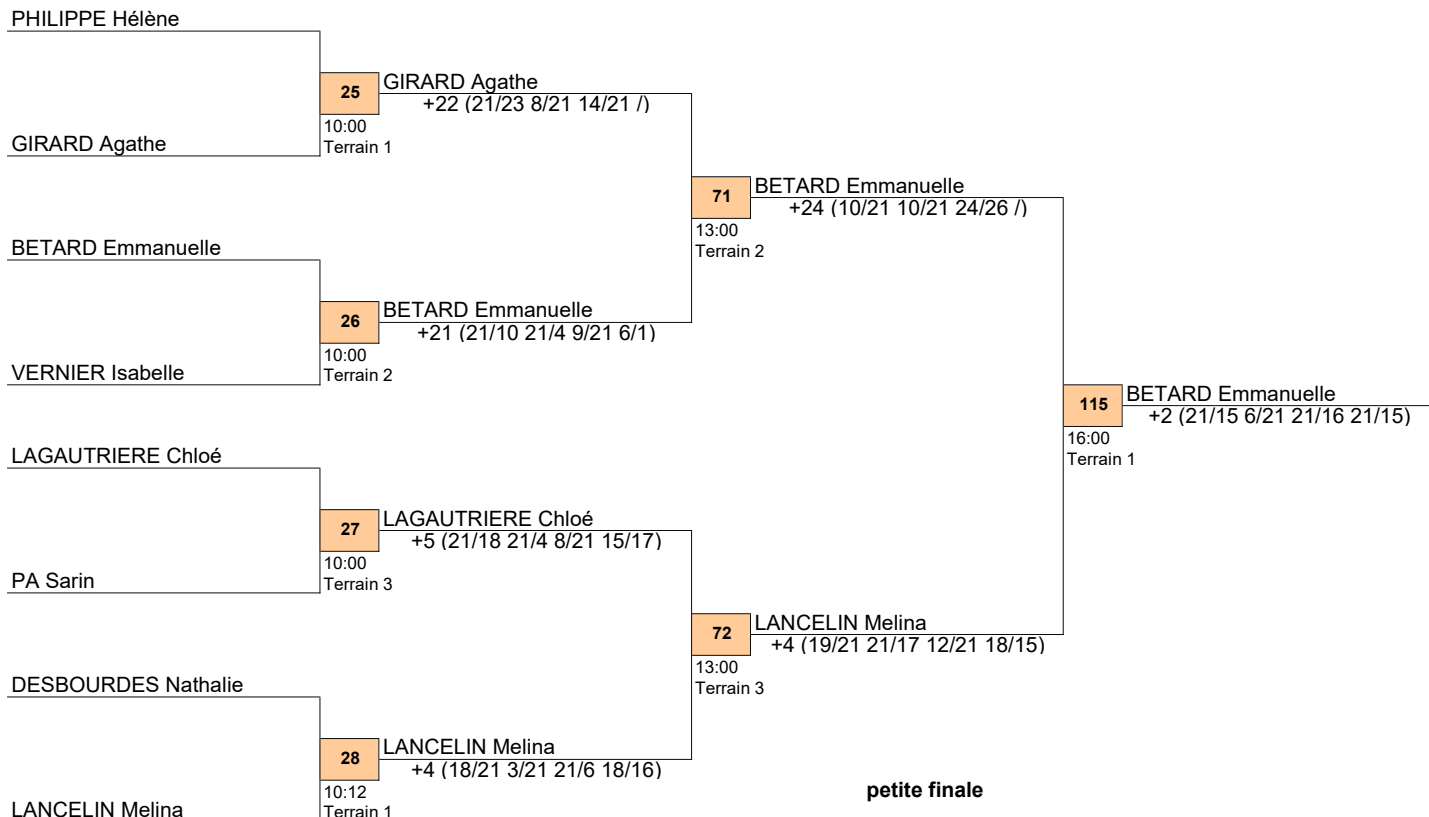 PHILIPPE Hélène
25
GIRARD Agathe
+22 (21/23 8/21 14/21 /)
10:00
Terrain 1
GIRARD Agathe
71
BETARD Emmanuelle
+24 (10/21 10/21 24/26 /)
13:00
Terrain 2
BETARD Emmanuelle
26
BETARD Emmanuelle
+21 (21/10 21/4 9/21 6/1)
10:00
Terrain 2
VERNIER Isabelle
115
BETARD Emmanuelle
+2 (21/15 6/21 21/16 21/15)
16:00
Terrain 1
LAGAUTRIERE Chloé
27
LAGAUTRIERE Chloé
+5 (21/18 21/4 8/21 15/17)
10:00
Terrain 3
PA Sarin
72
LANCELIN Melina
+4 (19/21 21/17 12/21 18/15)
13:00
Terrain 3
DESBOURDES Nathalie
28
LANCELIN Melina
+4 (18/21 3/21 21/6 18/16)
10:12
Terrain 1
LANCELIN Melina
petite finale